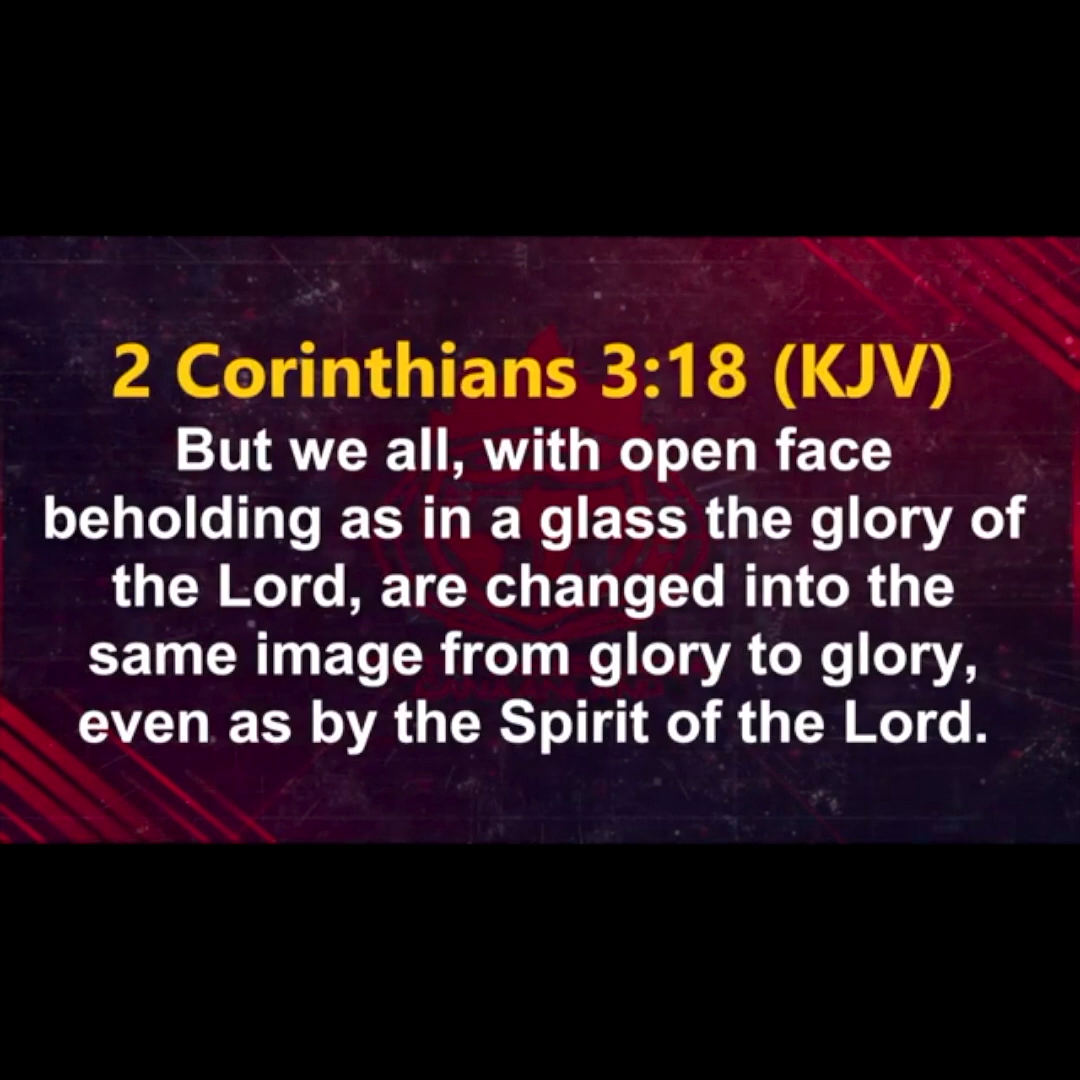 2 Corinthians 3:18 (KJV)
But we all, with open face
beholding as in a glass the glory of
the Lord, are changed into the
same image from glory to glory,
even as by the Spirit of the Lord.